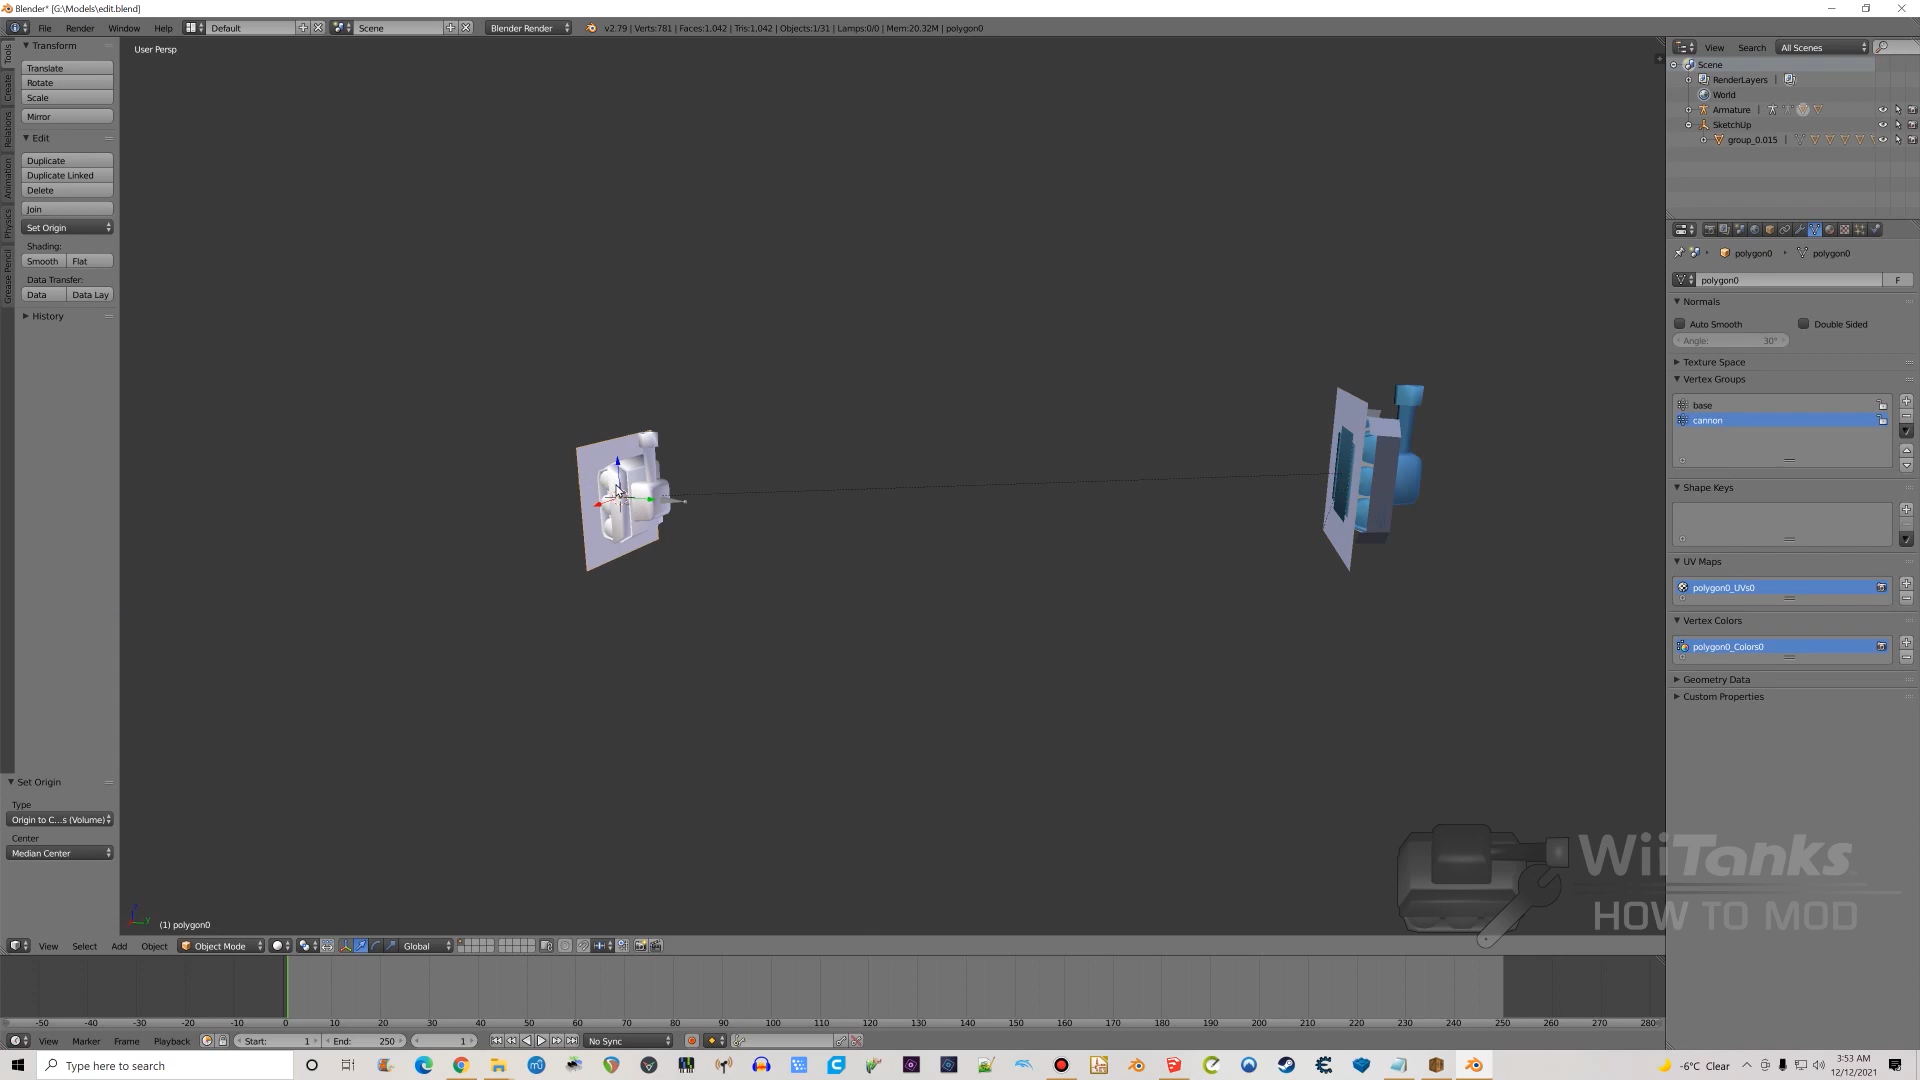 Blender* [G:\Models\edit.blend]
File Render Window Help Default Scene Blender Render v2.79 | Verts:781 | Faces:1,042 | Tris:1,042 | Objects:1/31 | Lamps:0/0 | Mem:20.32M | polygon0
Transform
Translate
Rotate
Scale
Mirror
Edit
Duplicate
Duplicate Linked
Delete
Join
Set Origin
Shading:
Smooth Flat
Data Transfer:
Data Data Lay
History
Tools
Create
Relations
Animation
Physics
Grease Pencil
Set Origin
Type
Origin to C...s (Volume)
Center
Median Center
User Persp
(1) polygon0
View Search All Scenes
Scene
RenderLayers
World
Armature
SketchUp
group_0.015
polygon0 polygon0
polygon0 F
Normals
Auto Smooth Double Sided
Angle: 30°
Texture Space
Vertex Groups
base
cannon
Shape Keys
UV Maps
polygon0_UVs0
Vertex Colors
polygon0_Colors0
Geometry Data
Custom Properties
WiiTanks
HOW TO MOD
View Select Add Object Object Mode Global
-50 -40 -30 -20 -10 0 10 20 30 40 50 60 70 80 90 100 110 120 130 140 150 160 170 180 190 200 210 220 230 240 250 260 270 280
View Marker Frame Playback Start: 1 End: 250 1 No Sync
Type here to search
-6°C Clear
3:53 AM
12/12/2021